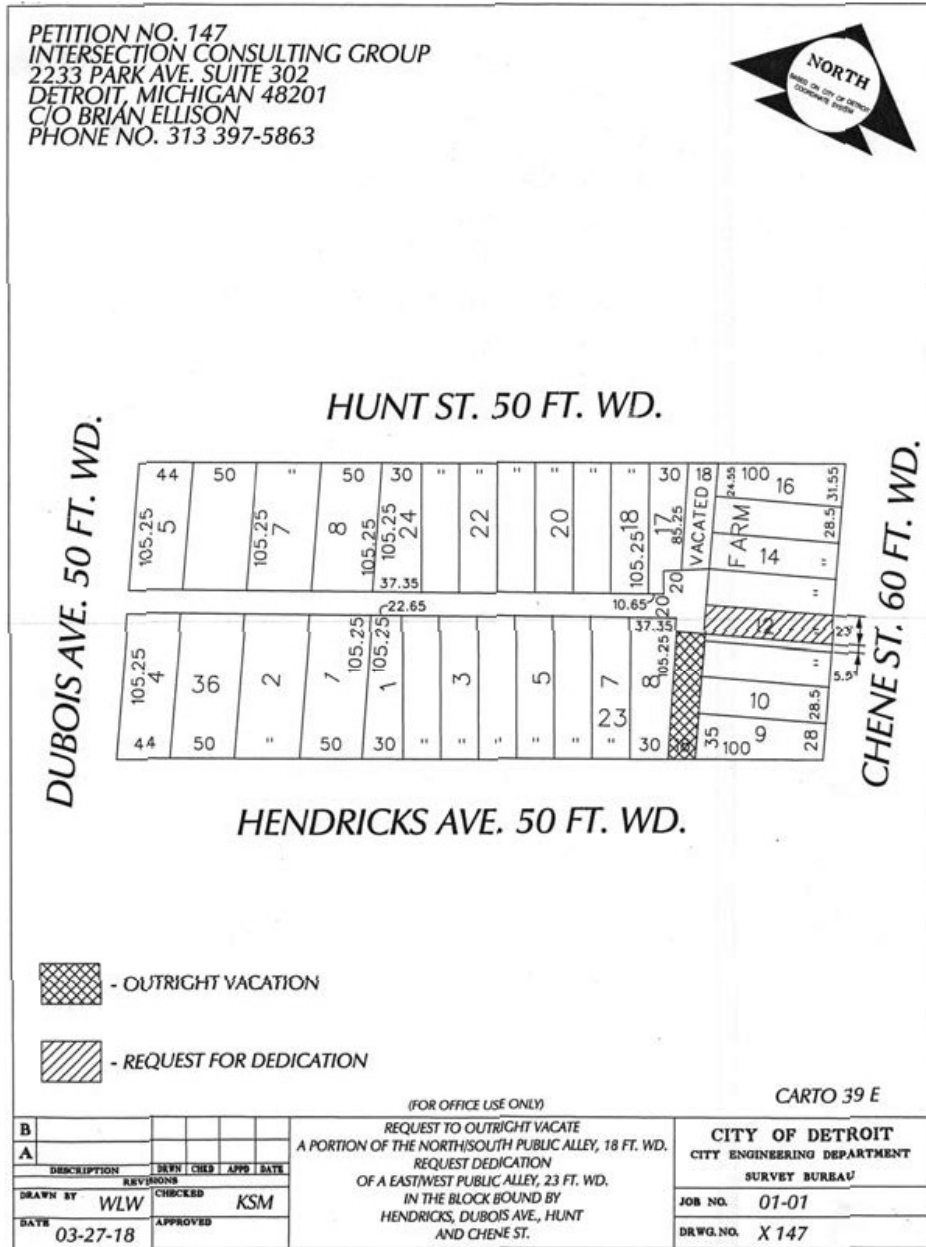 PETITION NO. 147
INTERSECTION CONSULTING GROUP
2233 PARK AVE. SUITE 302
DETROIT, MICHIGAN 48201
C/O BRIAN ELLISON
PHONE NO. 313 397-5863
NORTH
BASED ON CITY OF DETROIT
COORDINATE SYSTEM
HUNT ST. 50 FT. WD.
DUBOIS AVE. 50 FT. WD.
CHENE ST. 60 FT. WD.
44 50 " 50 30 " " " " " " 30 18 24.55 100 16 31.55
105.25 5 105.25 7 8 105.25 105.25 24 22 20 18 105.25 17 85.25 VACATED FARM 28.5
14 "
37.35 20
22.65 10.65 20 "
37.35 12 " 23'
105.25 4 36 2 1 105.25 105.25 1 3 5 7 8 105.25 " 5.5'
23 10 28.5
44 50 " 50 30 " " " " " " 30 35 100 9 28
HENDRICKS AVE. 50 FT. WD.
- OUTRIGHT VACATION
- REQUEST FOR DEDICATION
CARTO 39 E
(FOR OFFICE USE ONLY)
B
A
DESCRIPTION DRWN CHKD APPD DATE
REVISIONS
DRAWN BY WLW CHECKED KSM
DATE 03-27-18 APPROVED
REQUEST TO OUTRIGHT VACATE
A PORTION OF THE NORTH/SOUTH PUBLIC ALLEY, 18 FT. WD.
REQUEST DEDICATION
OF A EAST/WEST PUBLIC ALLEY, 23 FT. WD.
IN THE BLOCK BOUND BY
HENDRICKS, DUBOIS AVE., HUNT
AND CHENE ST.
CITY OF DETROIT
CITY ENGINEERING DEPARTMENT
SURVEY BUREAU
JOB NO. 01-01
DRWG. NO. X 147